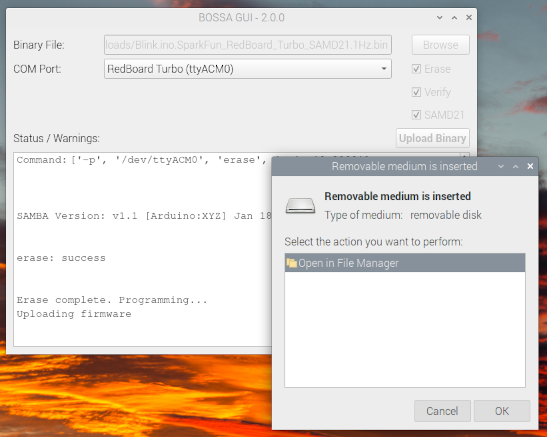 BOSSA GUI - 2.0.0
Binary File:
loads/Blink.ino.SparkFun_RedBoard_Turbo_SAMD21.1Hz.bin
Browse
COM Port:
RedBoard Turbo (ttyACM0)
Erase
Verify
SAMD21
Status / Warnings:
Upload Binary
Command: ['-p', '/dev/ttyACM0', 'erase',
SAMBA Version: v1.1 [Arduino:XYZ] Jan 18
erase: success
Erase complete. Programming...
Uploading firmware
Removable medium is inserted
Removable medium is inserted
Type of medium: removable disk
Select the action you want to perform:
Open in File Manager
Cancel
OK